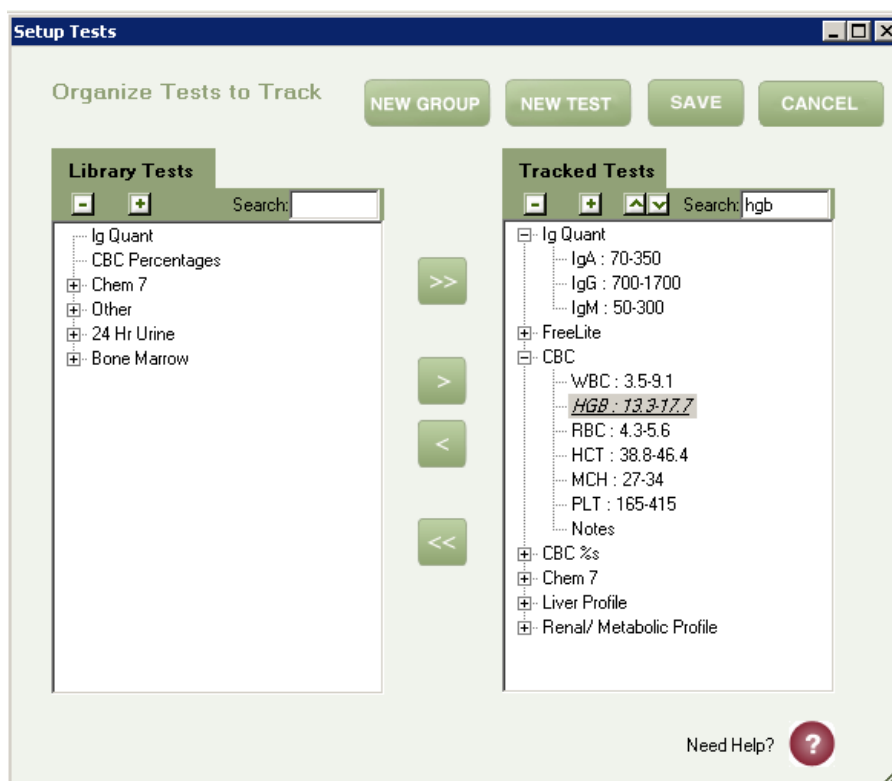 Setup Tests
Organize Tests to Track
NEW GROUP
NEW TEST
SAVE
CANCEL
Library Tests
Search:
Ig Quant
CBC Percentages
Chem 7
Other
24 Hr Urine
Bone Marrow
>>
>
<
<<
Tracked Tests
Search: hgb
Ig Quant
IgA : 70-350
IgG : 700-1700
IgM : 50-300
FreeLite
CBC
WBC : 3.5-9.1
HGB : 13.3-17.7
RBC : 4.3-5.6
HCT : 38.8-46.4
MCH : 27-34
PLT : 165-415
Notes
CBC %s
Chem 7
Liver Profile
Renal/ Metabolic Profile
Need Help? ?